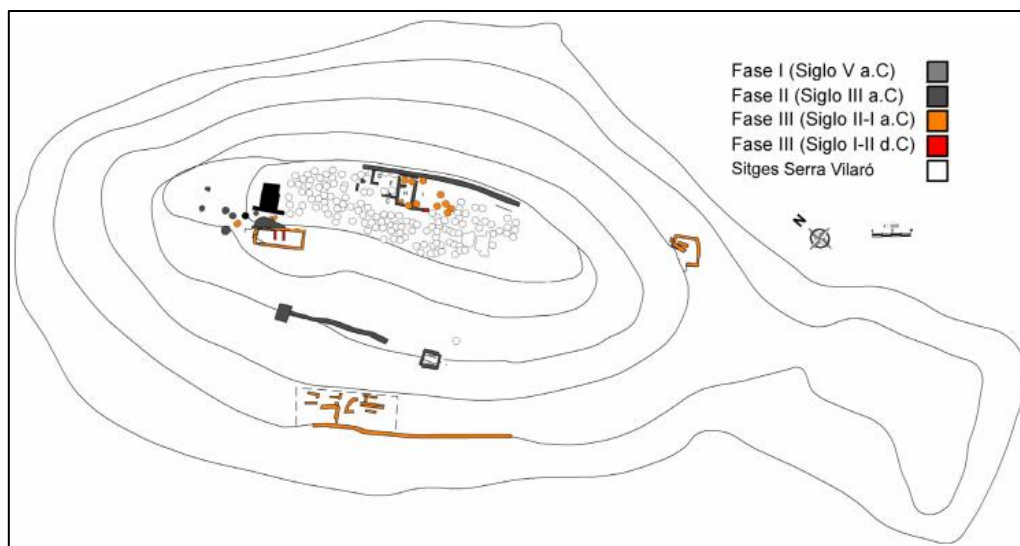 Fase I (Siglo V a.C)
Fase II (Siglo III a.C)
Fase III (Siglo II-I a.C)
Fase III (Siglo I-II d.C)
Sitges Serra Vilaró
N